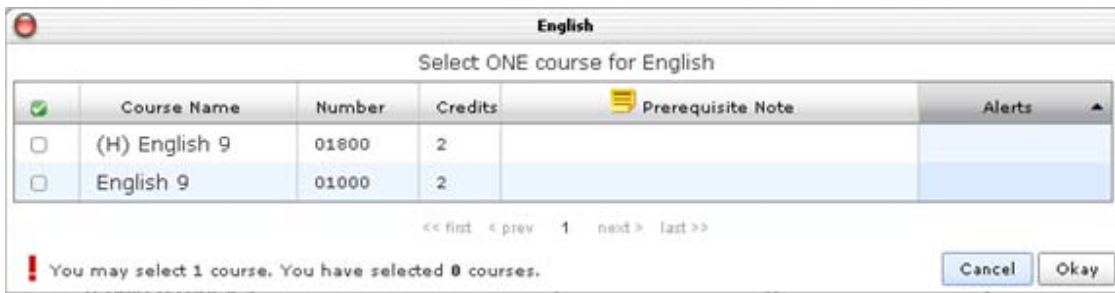 English
Select ONE course for English
Course Name Number Credits Prerequisite Note Alerts
(H) English 9 01800 2
English 9 01000 2
<< first < prev 1 next > last >>
You may select 1 course. You have selected 0 courses.
Cancel Okay